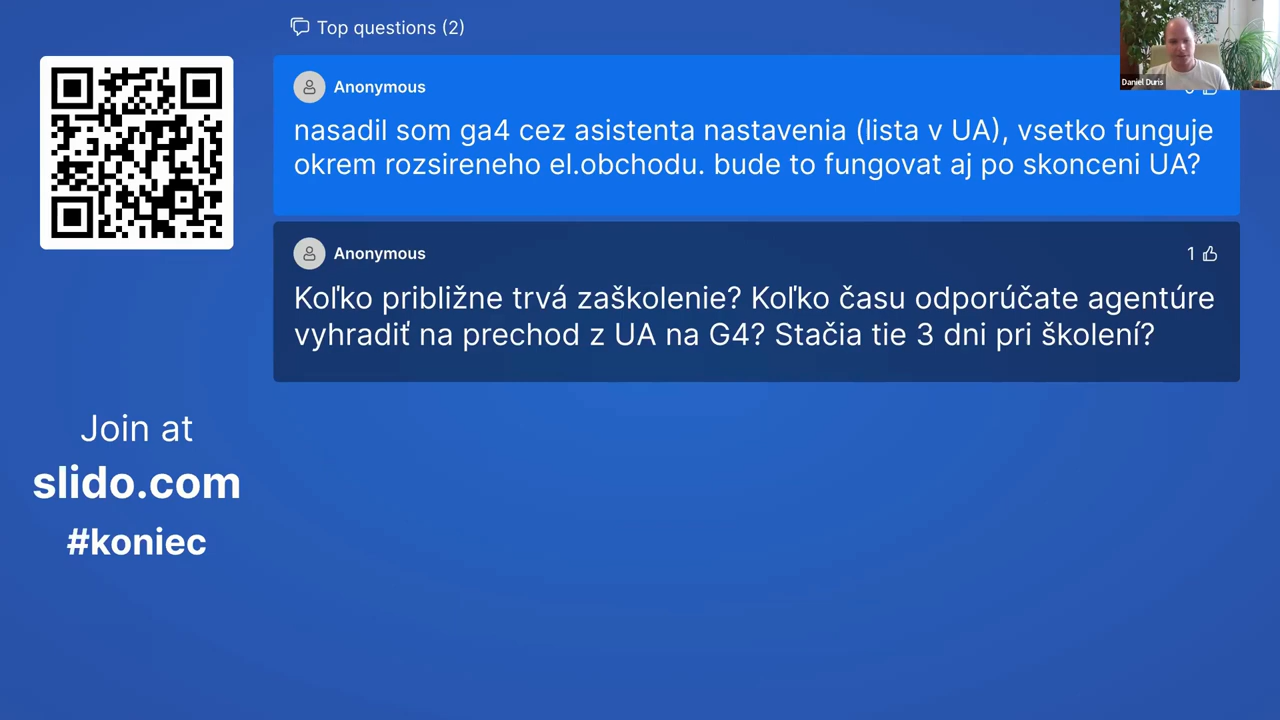 Top questions (2)
Daniel Duris
Anonymous
nasadil som ga4 cez asistenta nastavenia (lista v UA), vsetko funguje
okrem rozsireneho el.obchodu. bude to fungovat aj po skonceni UA?
Anonymous
1
Koľko približne trvá zaškolenie? Koľko času odporúčate agentúre
vyhradiť na prechod z UA na G4? Stačia tie 3 dni pri školení?
Join at
slido.com
#koniec